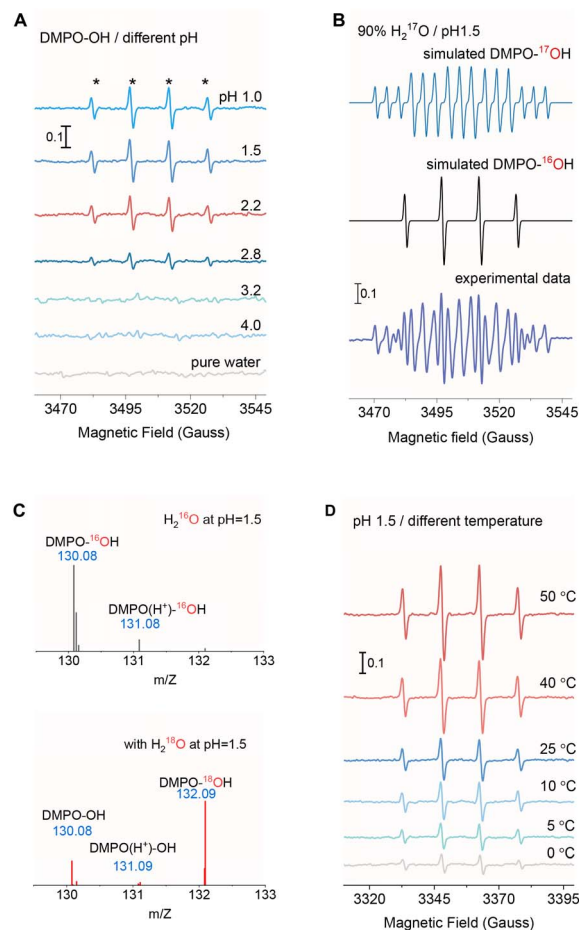 A
DMPO-OH / different pH
* * * *
pH 1.0
0.1
1.5
2.2
2.8
3.2
4.0
pure water
3470 3495 3520 3545
Magnetic Field (Gauss)
B
90% H₂¹⁷O / pH1.5
simulated DMPO-¹⁷OH
simulated DMPO-¹⁶OH
experimental data
0.1
3470 3495 3520 3545
Magnetic field (Gauss)
C
H₂¹⁶O at pH=1.5
DMPO-¹⁶OH
130.08
DMPO(H⁺)-¹⁶OH
131.08
130 131 132 133
m/Z
with H₂¹⁸O at pH=1.5
DMPO-¹⁸OH
132.09
DMPO-OH
130.08
DMPO(H⁺)-OH
131.09
130 131 132 133
m/Z
D
pH 1.5 / different temperature
50 °C
0.1
40 °C
25 °C
10 °C
5 °C
0 °C
3320 3345 3370 3395
Magnetic Field (Gauss)